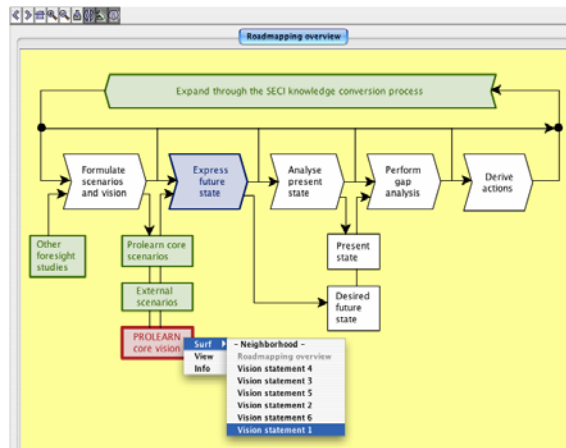 Roadmapping overview
Expand through the SECI knowledge conversion process
Formulate
scenarios
and vision
Express
future
state
Analyse
present
state
Perform
gap
analysis
Derive
actions
Other
foresight
studies
Prolearn core
scenarios
Present
state
External
scenarios
Desired
future
state
PROLEARN
core vision
Surf
View
Info
- Neighborhood -
Roadmapping overview
Vision statement 4
Vision statement 3
Vision statement 5
Vision statement 2
Vision statement 6
Vision statement 1